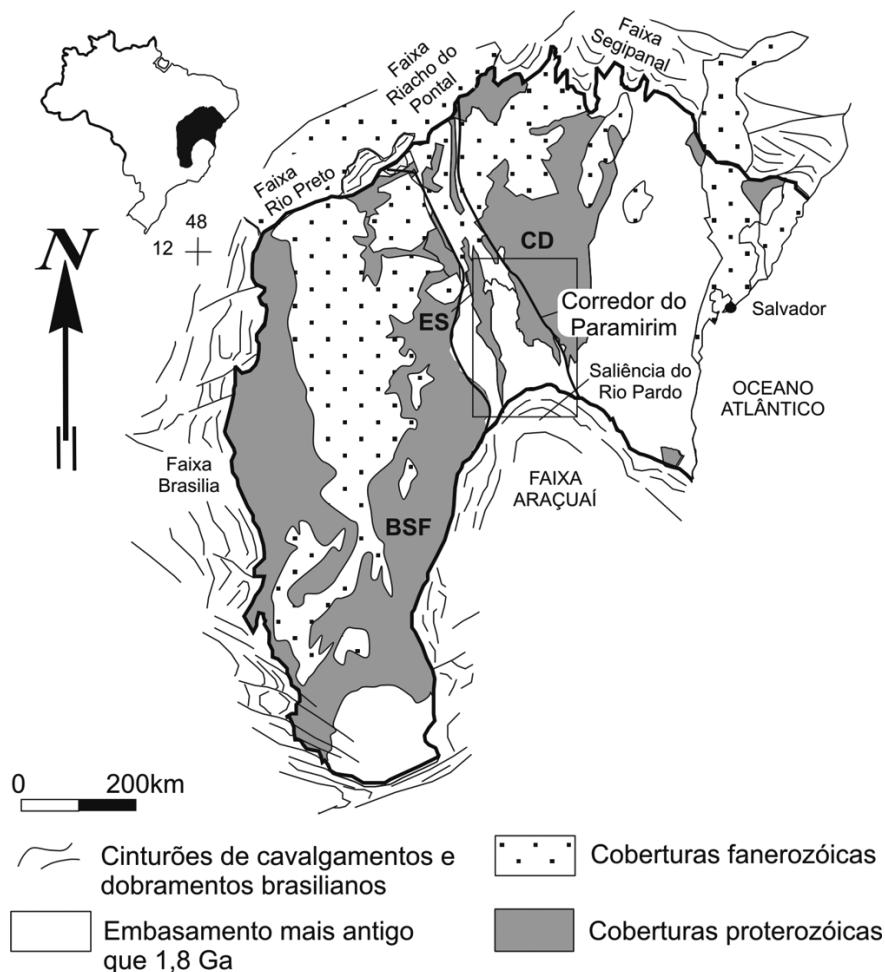 Faixa
Segipanal
Faixa
Riacho do
Pontal
Faixa
Rio Preto
48
12
N
CD
ES
Corredor do
Paramirim
Salvador
Saliência do
Rio Pardo
OCEANO
ATLÂNTICO
Faixa
Brasilia
FAIXA
ARAÇUAÍ
BSF
0 200km
Cinturões de cavalgamentos e
dobramentos brasilianos
Coberturas fanerozóicas
Embasamento mais antigo
que 1,8 Ga
Coberturas proterozóicas